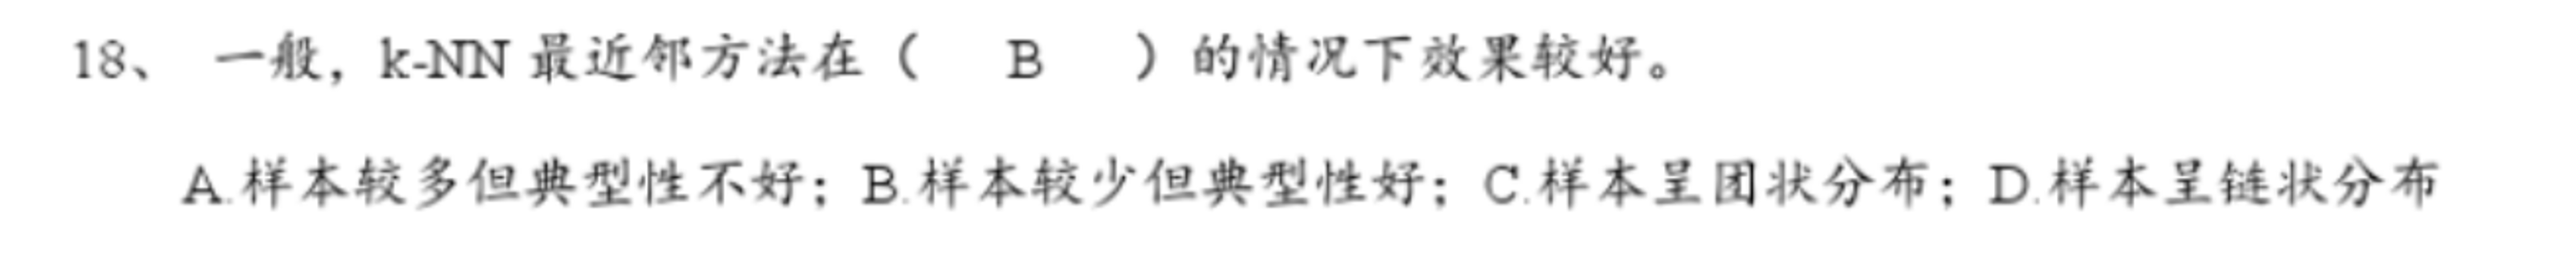 18、 一般，k-NN 最近邻方法在（ B ）的情况下效果较好。
A.样本较多但典型性不好；B.样本较少但典型性好；C.样本呈团状分布；D.样本呈链状分布